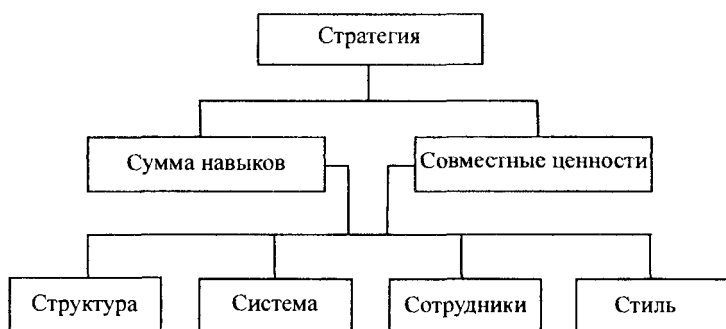 Стратегия
Сумма навыков
Совместные ценности
Структура
Система
Сотрудники
Стиль